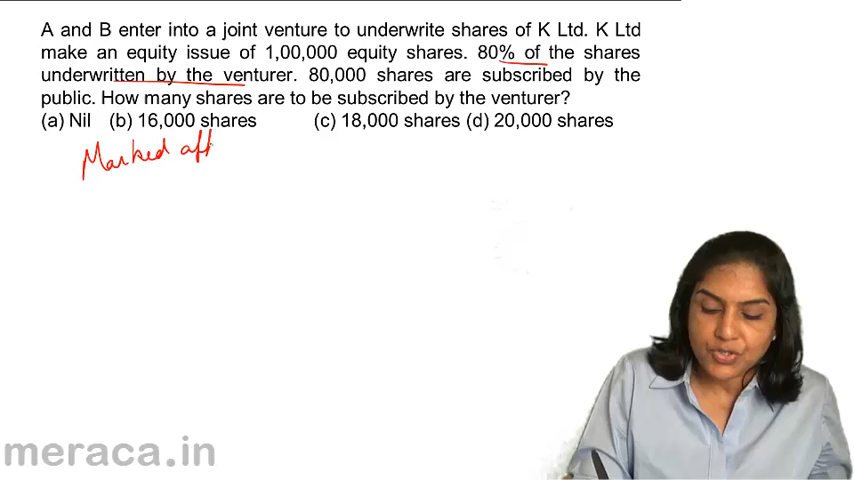 A and B enter into a joint venture to underwrite shares of K Ltd. K Ltd
make an equity issue of 1,00,000 equity shares. 80% of the shares
underwritten by the venturer. 80,000 shares are subscribed by the
public. How many shares are to be subscribed by the venturer?
(a) Nil (b) 16,000 shares (c) 18,000 shares (d) 20,000 shares
Marked aff
meraca.in